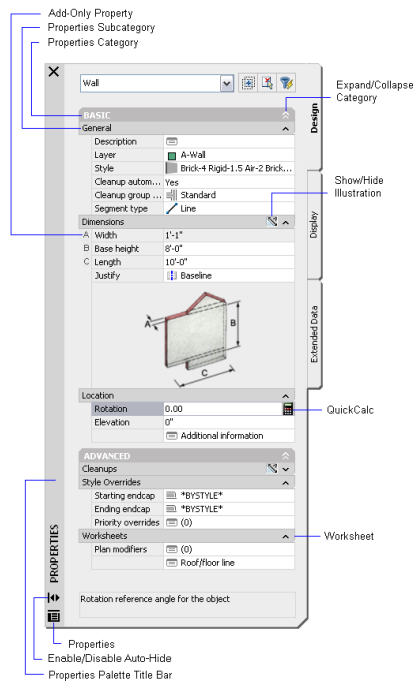 Add-Only Property
Properties Subcategory
Properties Category
Wall
Expand/Collapse
Category
Design
BASIC
General
Description
Layer A-Wall
Style Brick-4 Rigid-1.5 Air-2 Brick...
Cleanup autom... Yes
Cleanup group ... Standard
Segment type Line
Show/Hide
Illustration
Display
Dimensions
A Width 1'-1"
B Base height 8'-0"
C Length 10'-0"
Justify Baseline
A
B
C
Extended Data
Location
Rotation 0.00
QuickCalc
Elevation 0"
Additional information
ADVANCED
Cleanups
Style Overrides
Starting endcap *BYSTYLE*
Ending endcap *BYSTYLE*
Priority overrides (0)
Worksheets
Worksheet
Plan modifiers (0)
Roof/floor line
PROPERTIES
Rotation reference angle for the object
Properties
Enable/Disable Auto-Hide
Properties Palette Title Bar